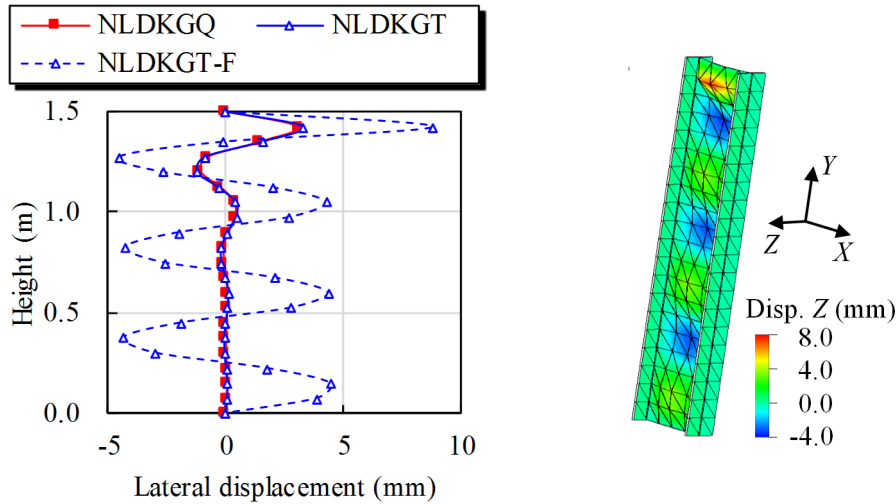 NLDKGQ NLDKGT
NLDKGT-F
1.5
1.0
0.5
0.0
Height (m)
-5 0 5 10
Lateral displacement (mm)
Y
Z
X
Disp. Z (mm)
8.0
4.0
0.0
-4.0